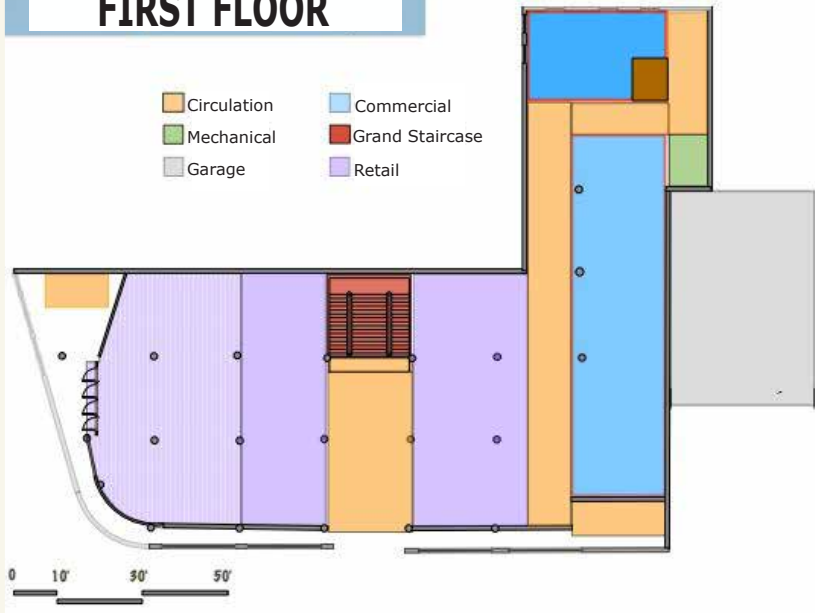 FIRST FLOOR
Circulation
Commercial
Mechanical
Grand Staircase
Garage
Retail
0 10' 30' 50'